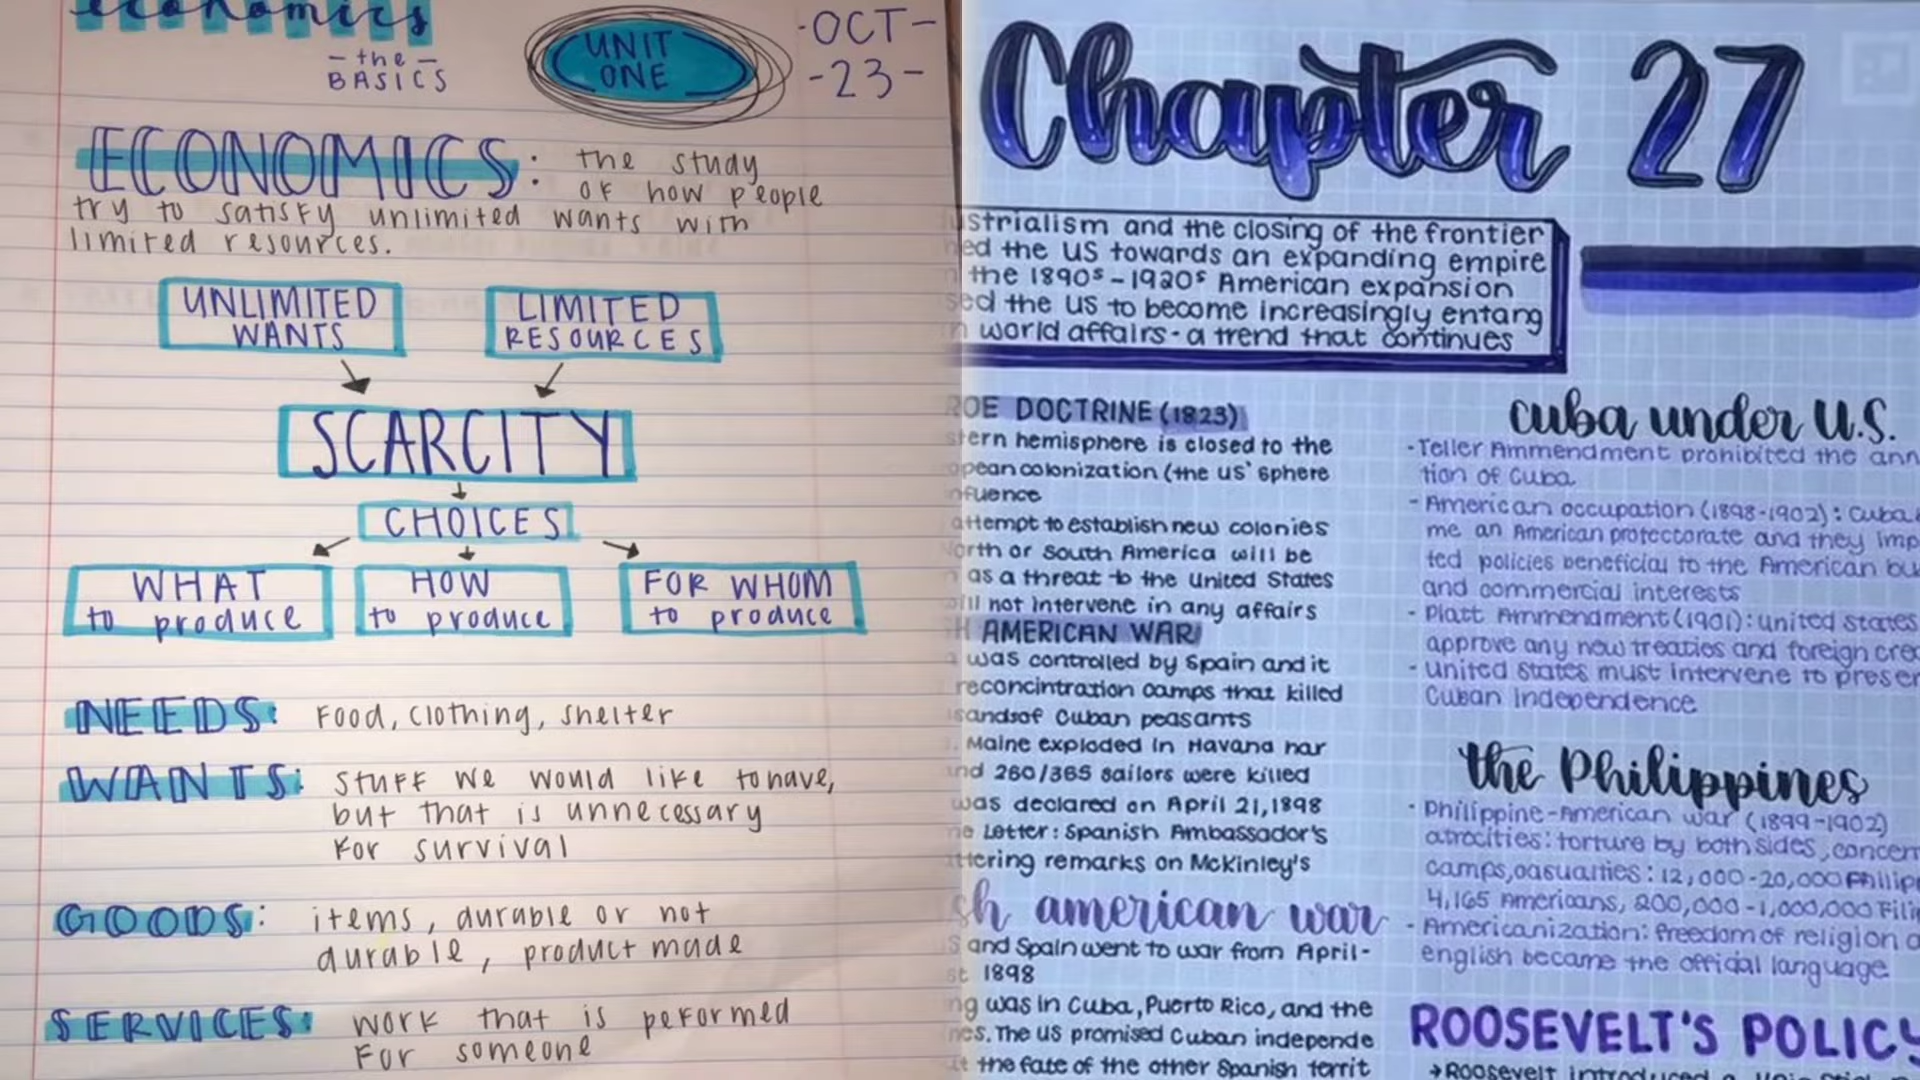 economics
- the -
BASICS
UNIT
ONE
-OCT-
-23-
ECONOMICS: the study
of how people
try to satisfy unlimited wants with
limited resources.
UNLIMITED
WANTS
LIMITED
RESOURCES
SCARCITY
CHOICES
WHAT
to produce
HOW
to produce
FOR WHOM
to produce
NEEDS: Food, clothing, shelter
WANTS: stuff we would like to have,
but that is unnecessary
for survival
GOODS: items, durable or not
durable, product made
SERVICES: work that is peformed
for someone
Chapter 27
ustrialism and the closing of the frontier
ed the US towards an expanding empire
the 1890s-1920s American expansion
sed the US to become increasingly entang
world affairs - a trend that continues
ROE DOCTRINE (1823)
tern hemisphere is closed to the
opean colonization (the us' sphere
nfluence
attempt to establish new colonies
orth or South America will be
as a threat to the United States
ill not intervene in any affairs
H AMERICAN WAR
was controlled by Spain and it
reconcintration camps that killed
sandsof Cuban peasants
. Maine exploded in Havana har
nd 260/365 sailors were killed
was declared on April 21, 1898
Letter: Spanish Ambassador's
ttering remarks on McKinley's
sh american war
S and Spain went to war from April-
st 1898
ng was in Cuba, Puerto Rico, and the
nes. The US promised Cuban independe
the fate of the other Spanish territ
cuba under U.S.
- Teller Ammendment prohibited the ann
tion of Cuba
- American occupation (1898-1902): Cuba
me an American protectorate and they imp
ted policies beneficial to the American bu
and commercial interests
- Platt Ammendment (1901): United States
approve any new treaties and foreign cre
- United States must intervene to preser
Cuban Independence
the Philippines
· Philippine-American war (1899-1902)
atrocities: torture by both sides, concen
camps, casualties: 12,000-20,000 Philip
4,165 Americans, 200,000-1,000,000 Fili
- Americanization: freedom of religion
english became the official language
ROOSEVELT'S POLICY
→Roosevelt introduced a